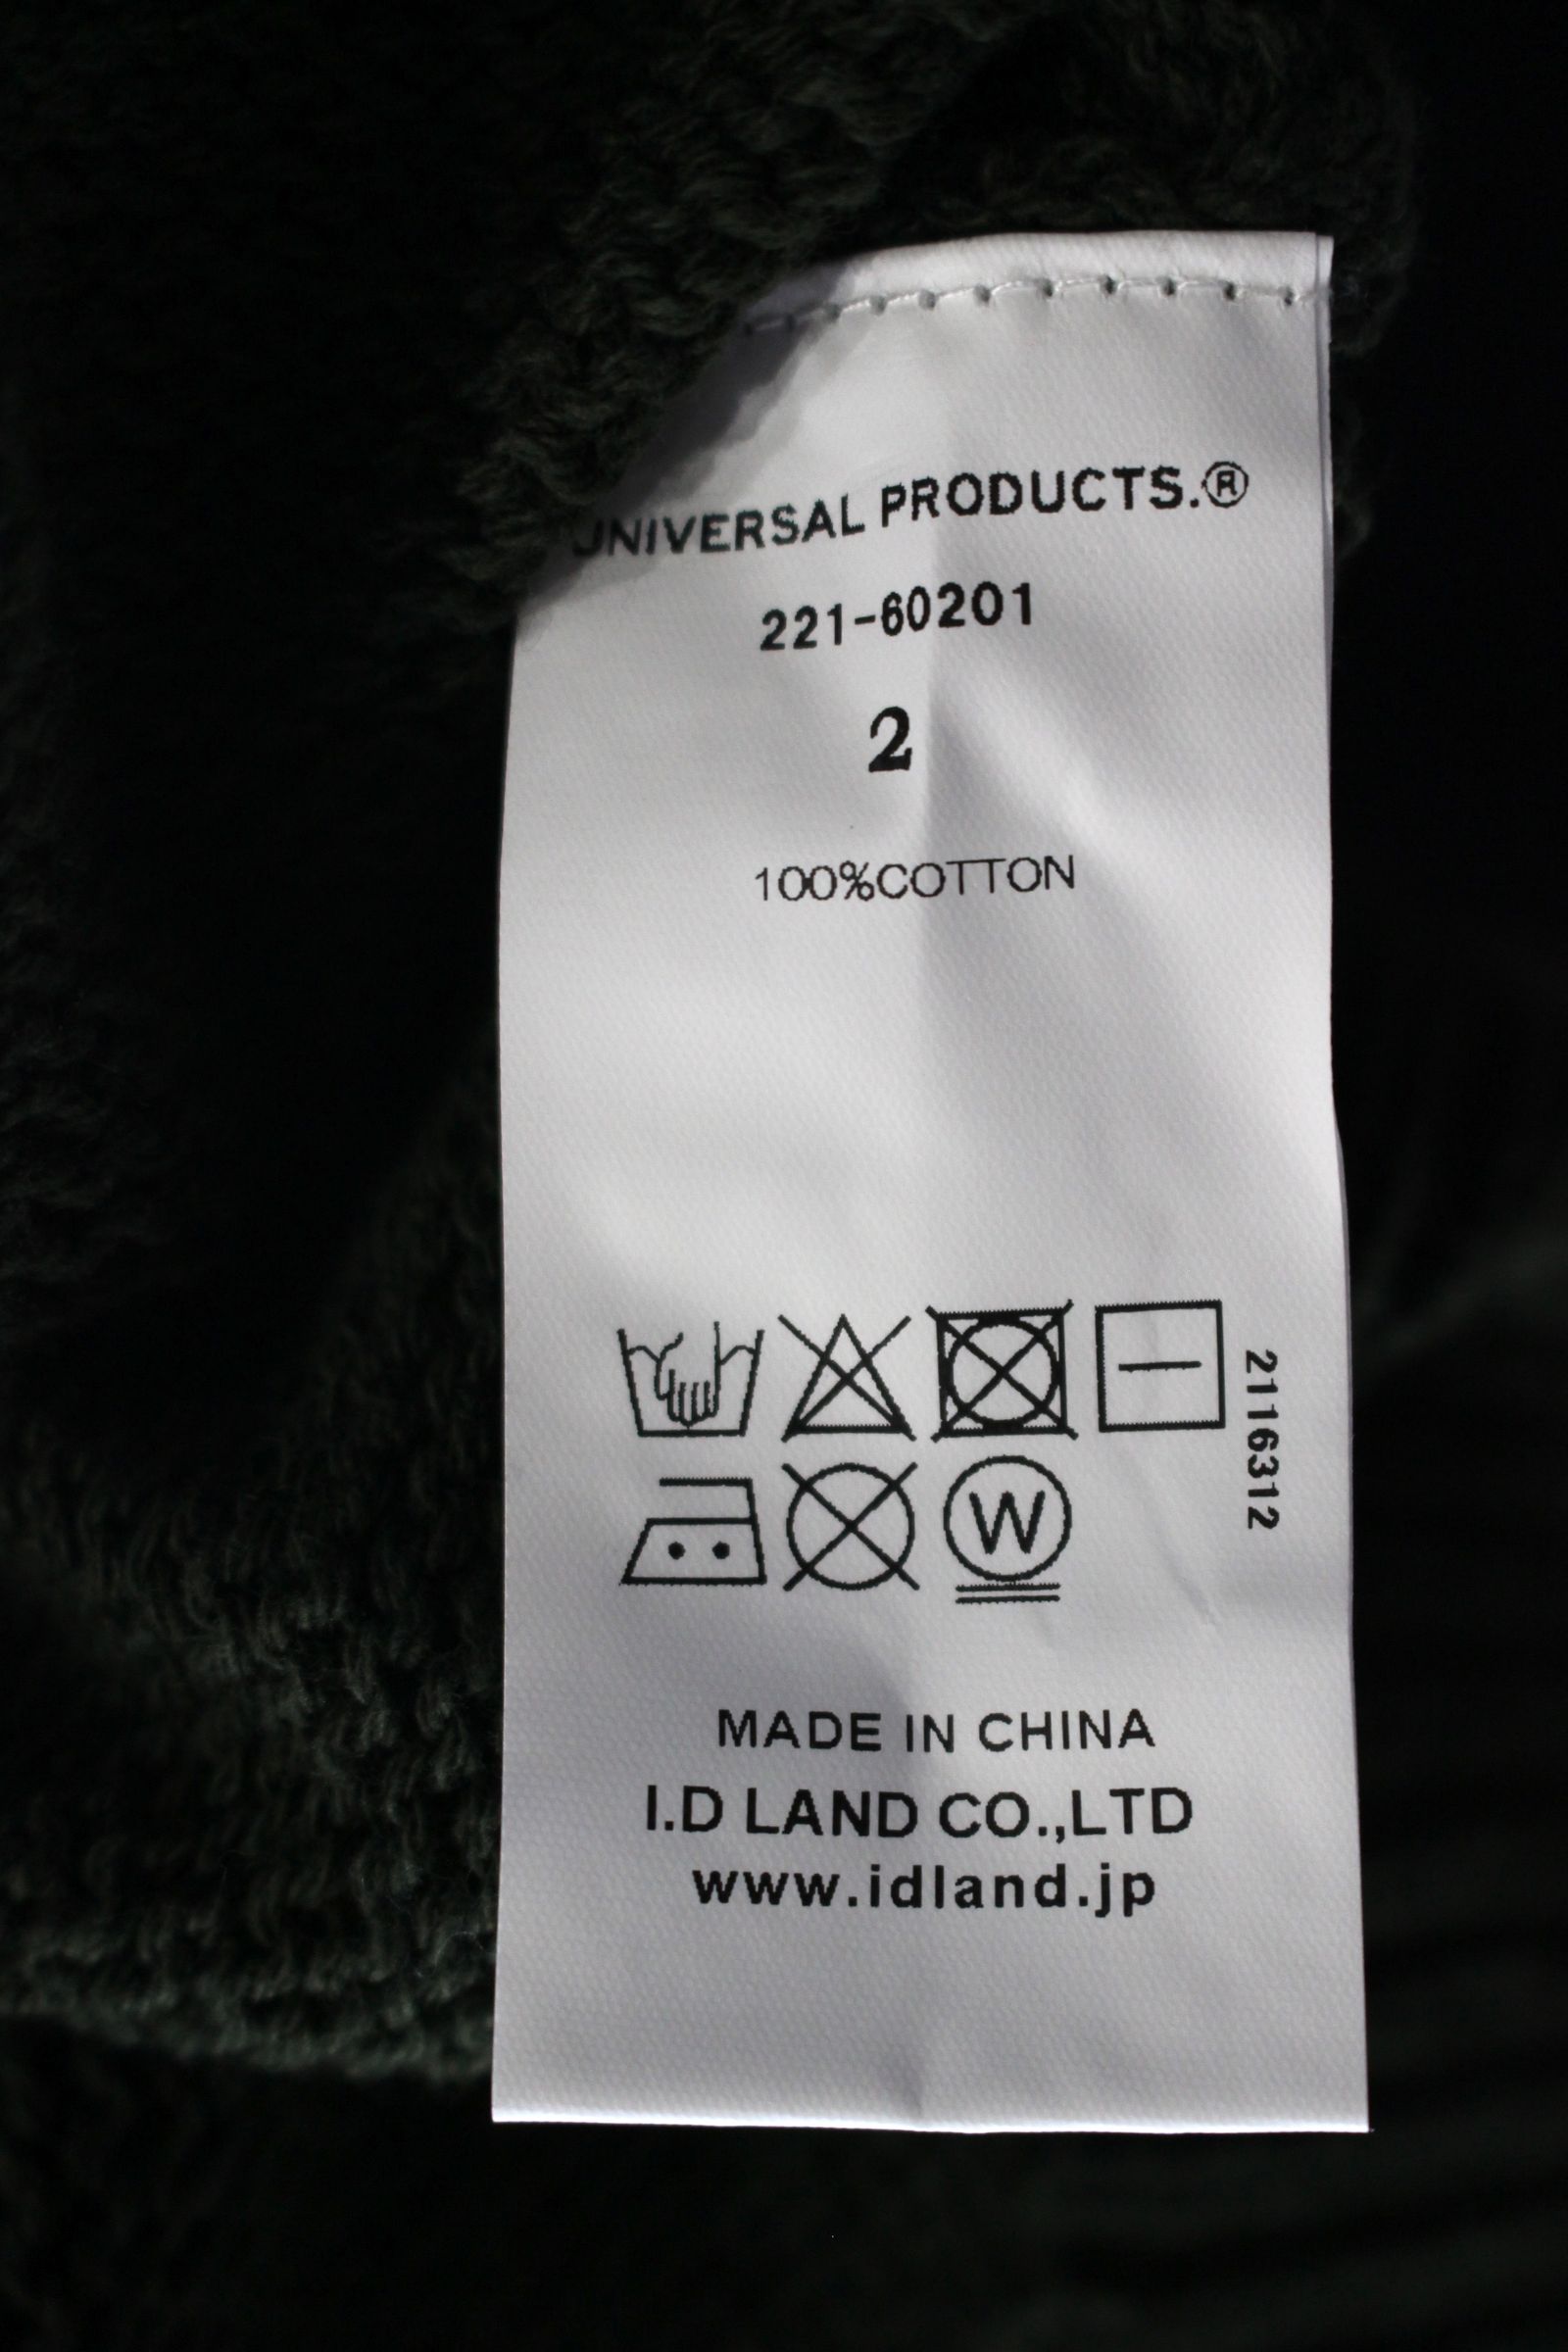 UNIVERSAL PRODUCTS.®
221-60201
2
100%COTTON
2116312
W
MADE IN CHINA
I.D LAND CO.,LTD
www.idland.jp